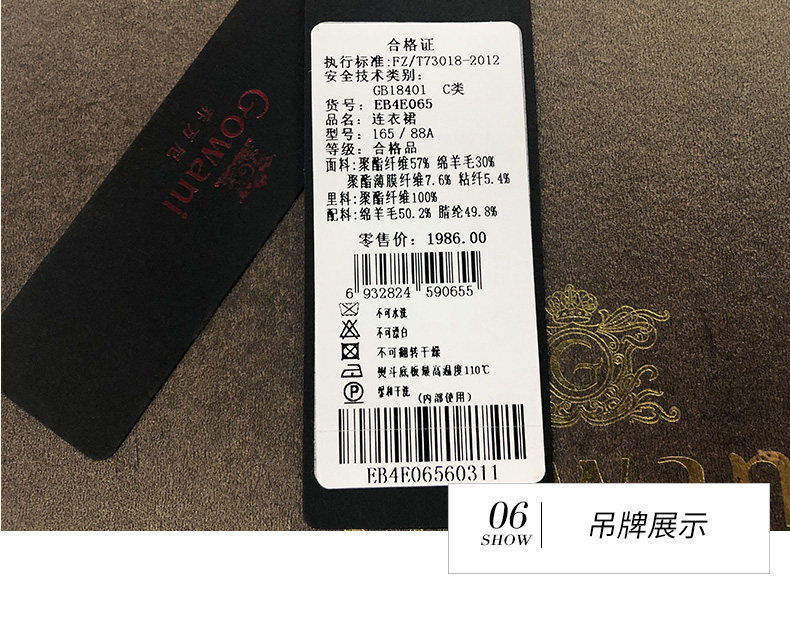 Gowani
合格证
执行标准:FZ/T73018-2012
安全技术类别:
GB18401 C类
货号: EB4E065
品名: 连衣裙
型号: 165/88A
等级: 合格品
面料:聚酯纤维57% 绵羊毛30%
聚酯薄膜纤维7.6% 粘纤5.4%
里料:聚酯纤维100%
配料:绵羊毛50.2% 腈纶49.8%
零售价: 1986.00
6 932824 590655
不可水洗
不可漂白
不可翻转干燥
熨斗底板最高温度110℃
P
常规干洗
(内部使用)
EB4E06560311
G
06
SHOW
吊牌展示